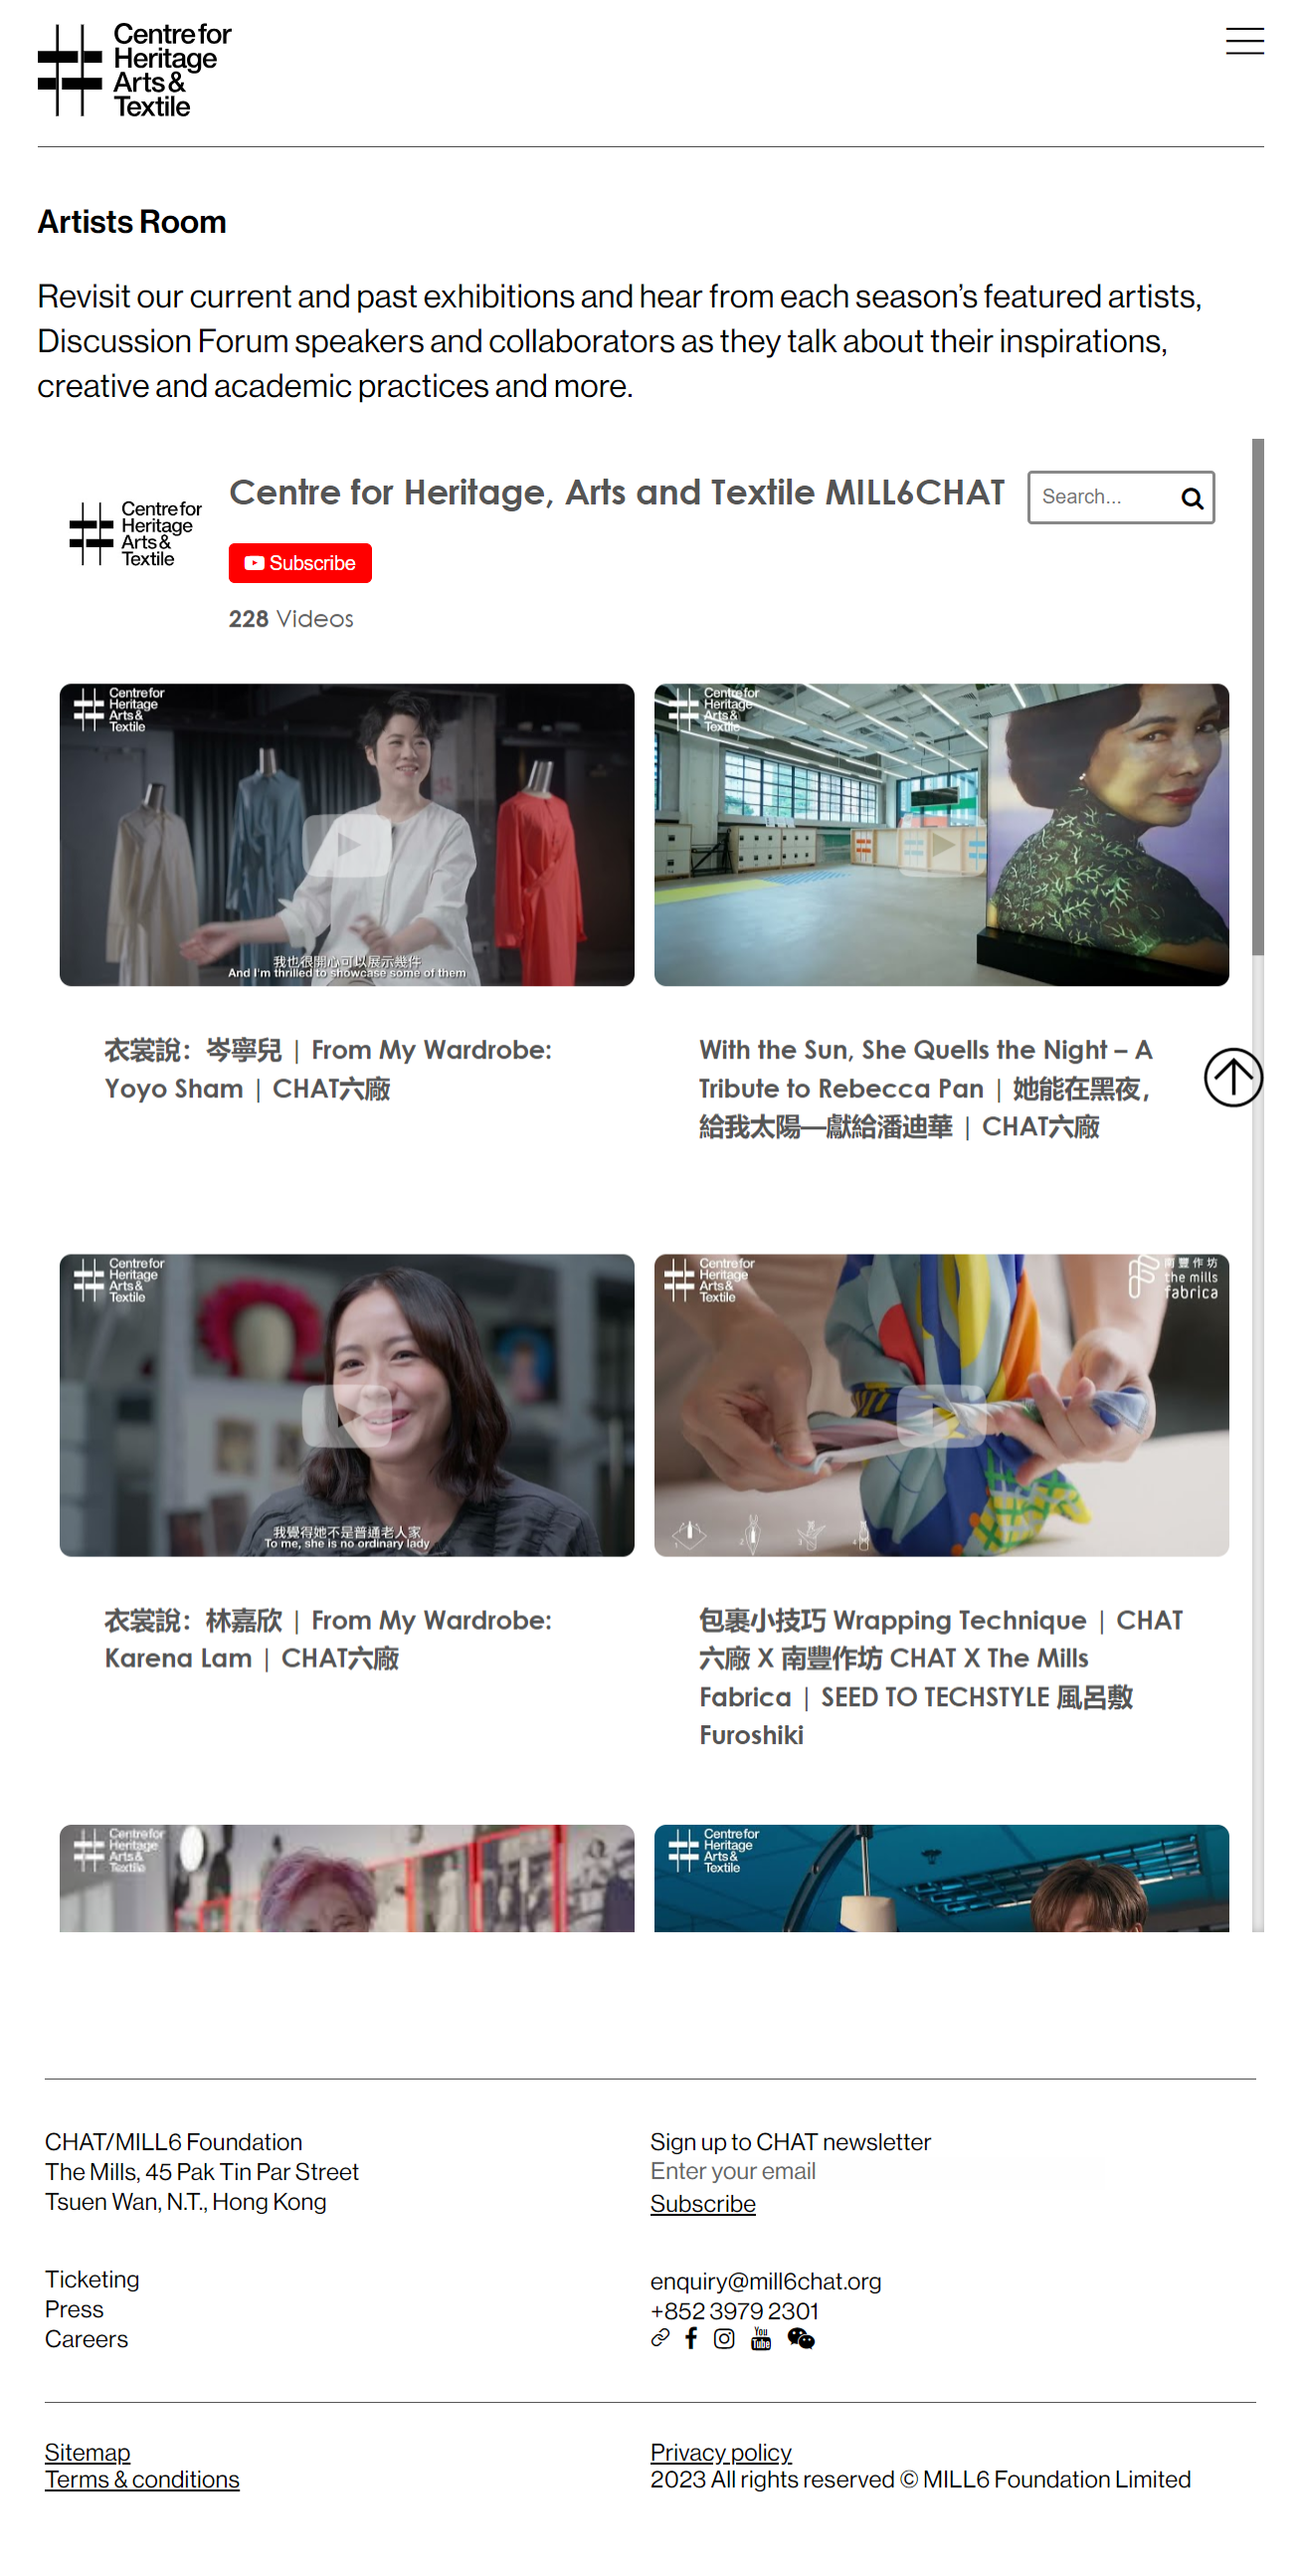 Centre for
Heritage
Arts &
Textile
Artists Room
Revisit our current and past exhibitions and hear from each season’s featured artists,
Discussion Forum speakers and collaborators as they talk about their inspirations,
creative and academic practices and more.
Centre for
Heritage
Arts &
Textile
Centre for Heritage, Arts and Textile MILL6CHAT
Search...
Subscribe
228 Videos
Centre for
Heritage
Arts &
Textile
我也很開心可以展示幾件
And I'm thrilled to showcase some of them
Centre for
Heritage
Arts &
Textile
衣裳說：岑寧兒 | From My Wardrobe:
Yoyo Sham | CHAT六廠
With the Sun, She Quells the Night – A
Tribute to Rebecca Pan | 她能在黑夜，
給我太陽—獻給潘迪華 | CHAT六廠
Centre for
Heritage
Arts &
Textile
我覺得她不是普通老人家
To me, she is no ordinary lady
Centre for
Heritage
Arts &
Textile
南豐作坊
the mills
fabrica
1
2
3
4
衣裳說：林嘉欣 | From My Wardrobe:
Karena Lam | CHAT六廠
包裹小技巧 Wrapping Technique | CHAT
六廠 X 南豐作坊 CHAT X The Mills
Fabrica | SEED TO TECHSTYLE 風呂敷
Furoshiki
Centre for
Heritage
Arts &
Textile
Centre for
Heritage
Arts &
Textile
CHAT/MILL6 Foundation
The Mills, 45 Pak Tin Par Street
Tsuen Wan, N.T., Hong Kong
Sign up to CHAT newsletter
Enter your email
Subscribe
Ticketing
Press
Careers
enquiry@mill6chat.org
+852 3979 2301
You
Tube
Sitemap
Terms & conditions
Privacy policy
2023 All rights reserved © MILL6 Foundation Limited